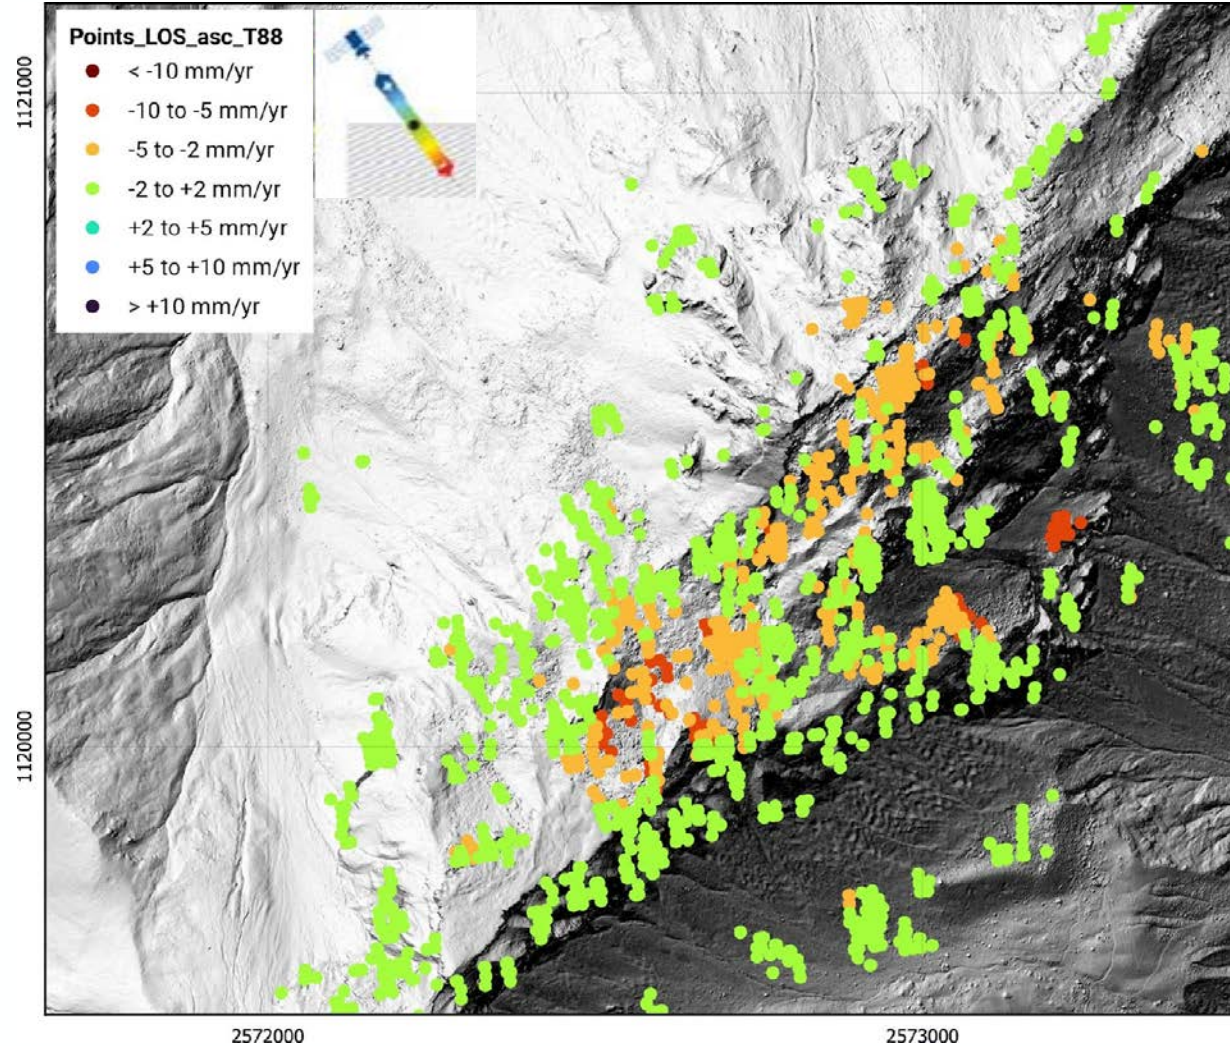 Points_LOS_asc_T88
< -10 mm/yr
-10 to -5 mm/yr
-5 to -2 mm/yr
-2 to +2 mm/yr
+2 to +5 mm/yr
+5 to +10 mm/yr
> +10 mm/yr
1121000
1120000
2572000
2573000